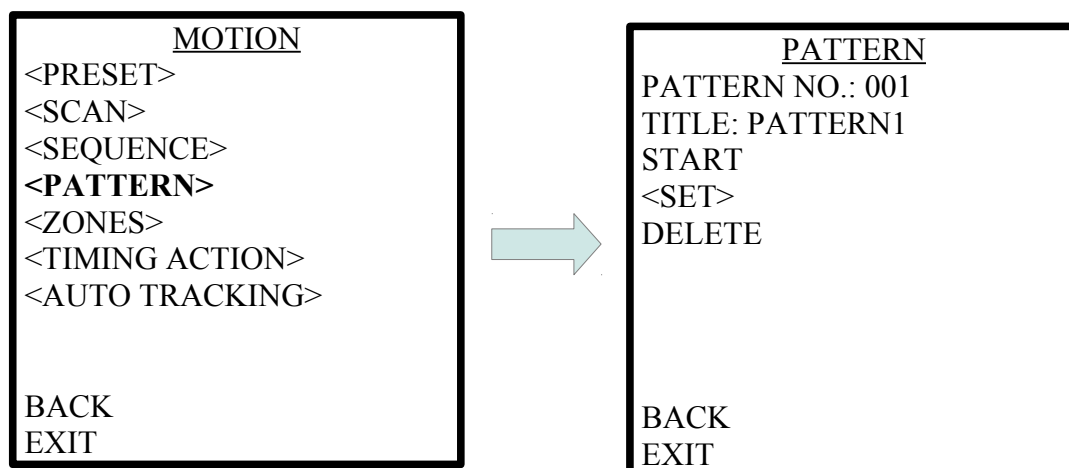 MOTION
<PRESET>
<SCAN>
<SEQUENCE>
<PATTERN>
<ZONES>
<TIMING ACTION>
<AUTO TRACKING>
BACK
EXIT
PATTERN
PATTERN NO.: 001
TITLE: PATTERN1
START
<SET>
DELETE
BACK
EXIT